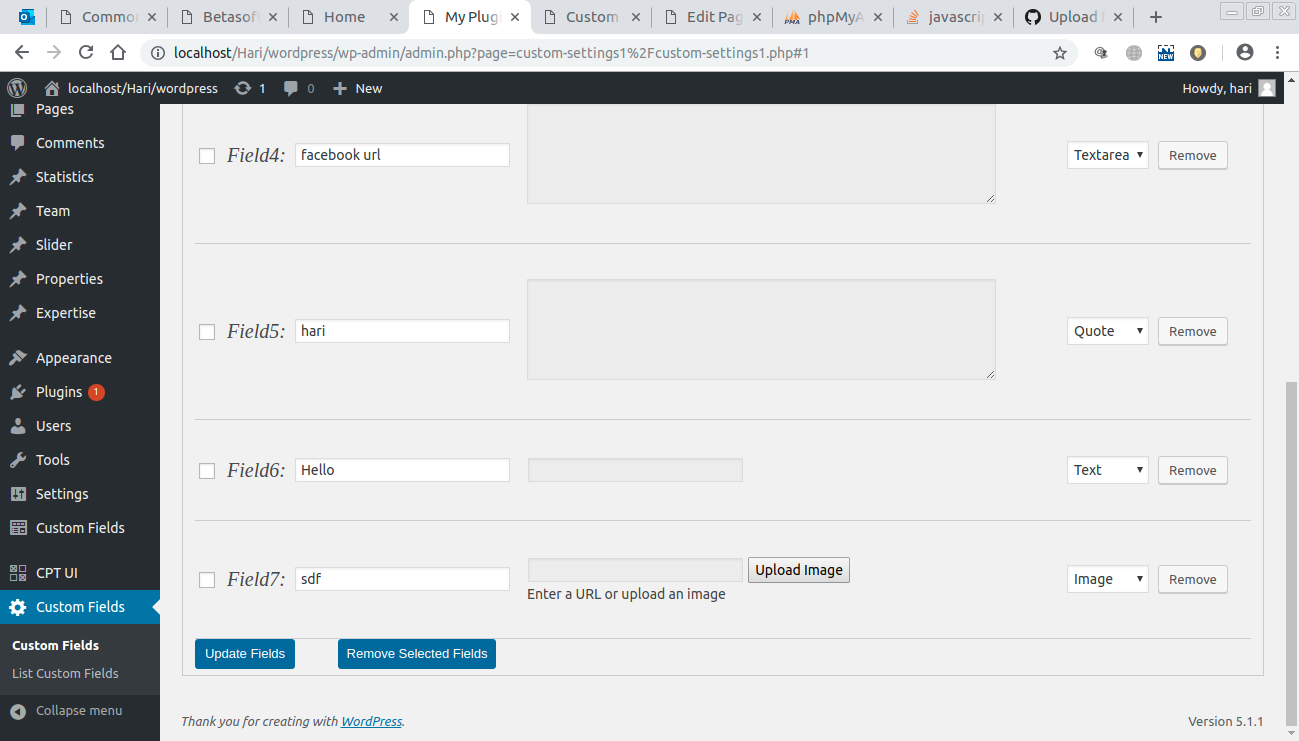 Commo
Betasof
Home
My Plugi
Custom
Edit Pag
phpMyA
javascri
Upload
localhost/Hari/wordpress/wp-admin/admin.php?page=custom-settings1%2Fcustom-settings1.php#1
NEW
localhost/Hari/wordpress 1 0 + New
Howdy, hari
Pages
Comments
Statistics
Team
Slider
Properties
Expertise
Appearance
Plugins 1
Users
Tools
Settings
Custom Fields
CPT UI
Custom Fields
Custom Fields
List Custom Fields
Collapse menu
Field4: facebook url Textarea Remove
Field5: hari Quote Remove
Field6: Hello Text Remove
Field7: sdf Upload Image Image Remove
Enter a URL or upload an image
Update Fields Remove Selected Fields
Thank you for creating with WordPress.
Version 5.1.1